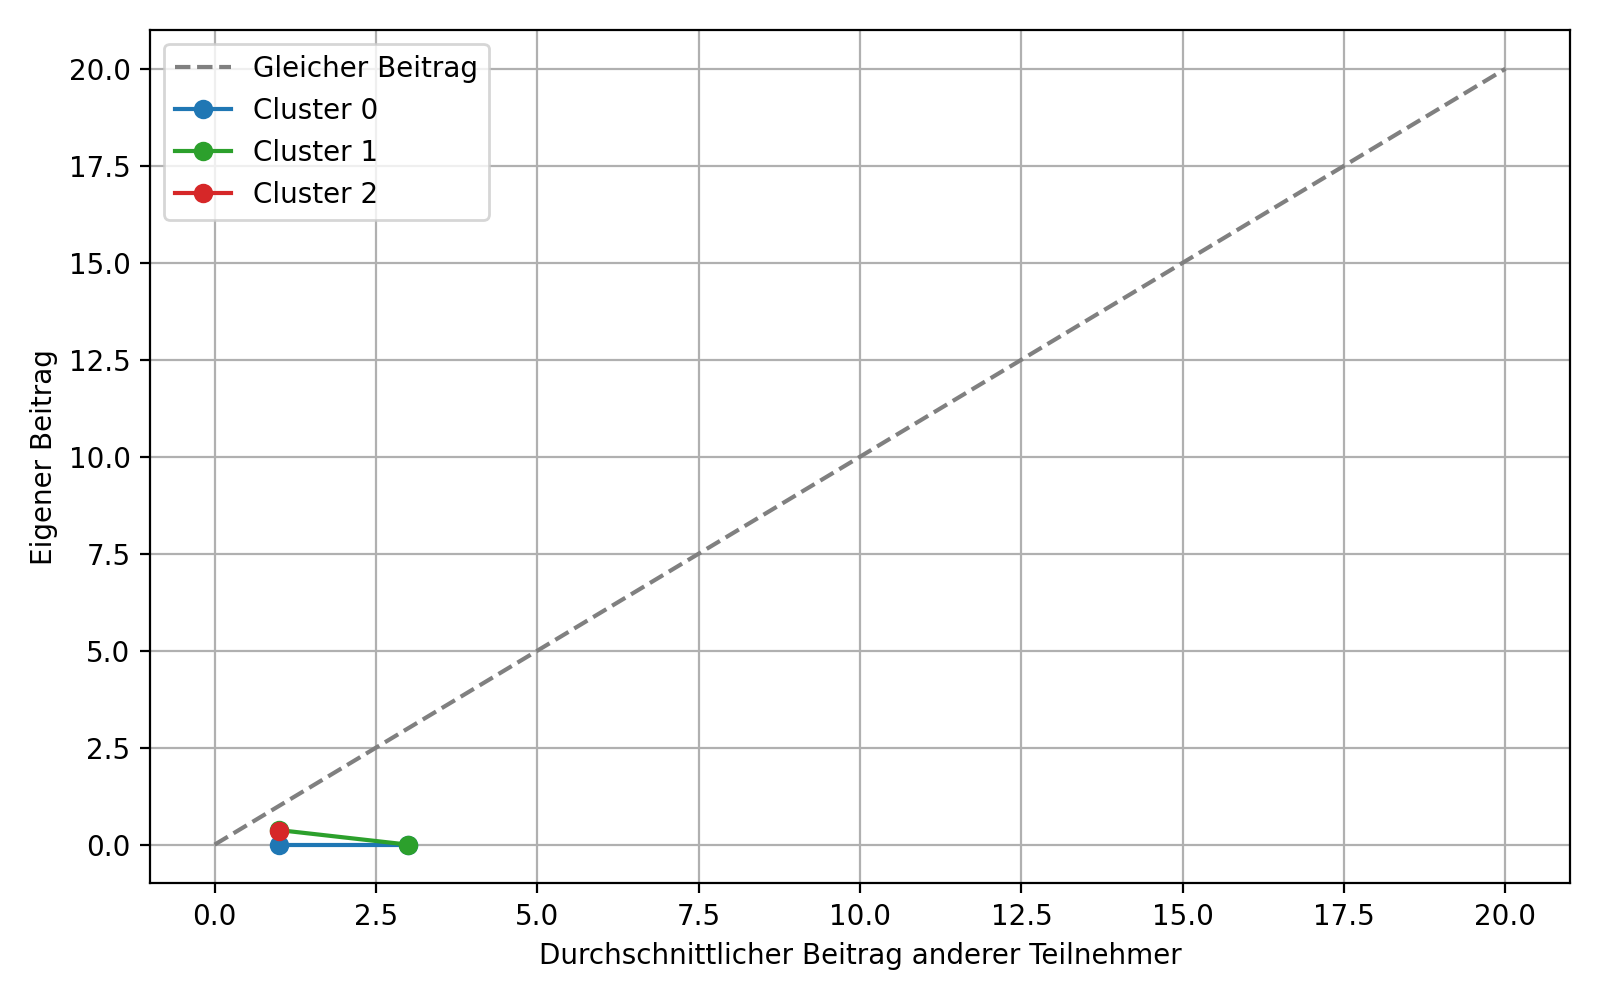 Gleicher Beitrag
Cluster 0
Cluster 1
Cluster 2
20.0
17.5
15.0
12.5
10.0
7.5
5.0
2.5
0.0
Eigener Beitrag
0.0 2.5 5.0 7.5 10.0 12.5 15.0 17.5 20.0
Durchschnittlicher Beitrag anderer Teilnehmer